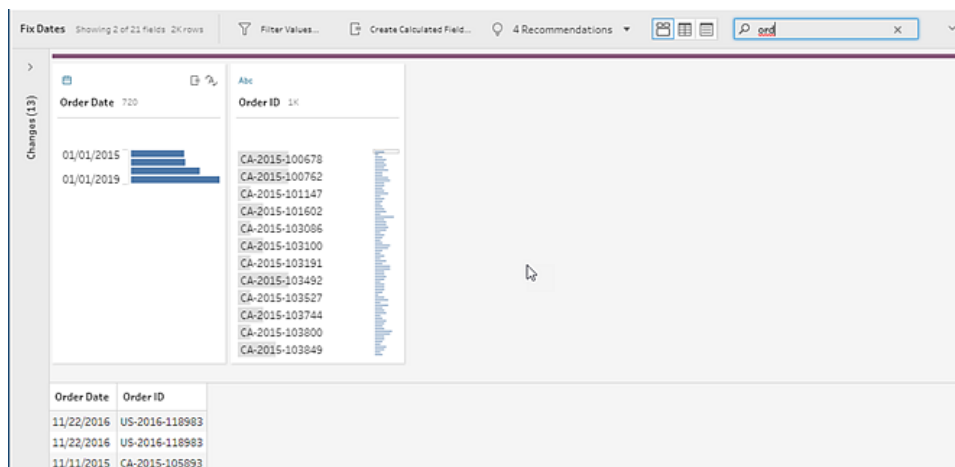 Fix Dates Showing 2 of 21 fields 2K rows Filter Values... Create Calculated Field... 4 Recommendations ord
Changes (13)
Order Date 720
01/01/2015
01/01/2019
Abc
Order ID 1K
CA-2015-100678
CA-2015-100762
CA-2015-101147
CA-2015-101602
CA-2015-103086
CA-2015-103100
CA-2015-103191
CA-2015-103492
CA-2015-103527
CA-2015-103744
CA-2015-103800
CA-2015-103849
Order Date Order ID
11/22/2016 US-2016-118983
11/22/2016 US-2016-118983
11/11/2015 CA-2015-105893